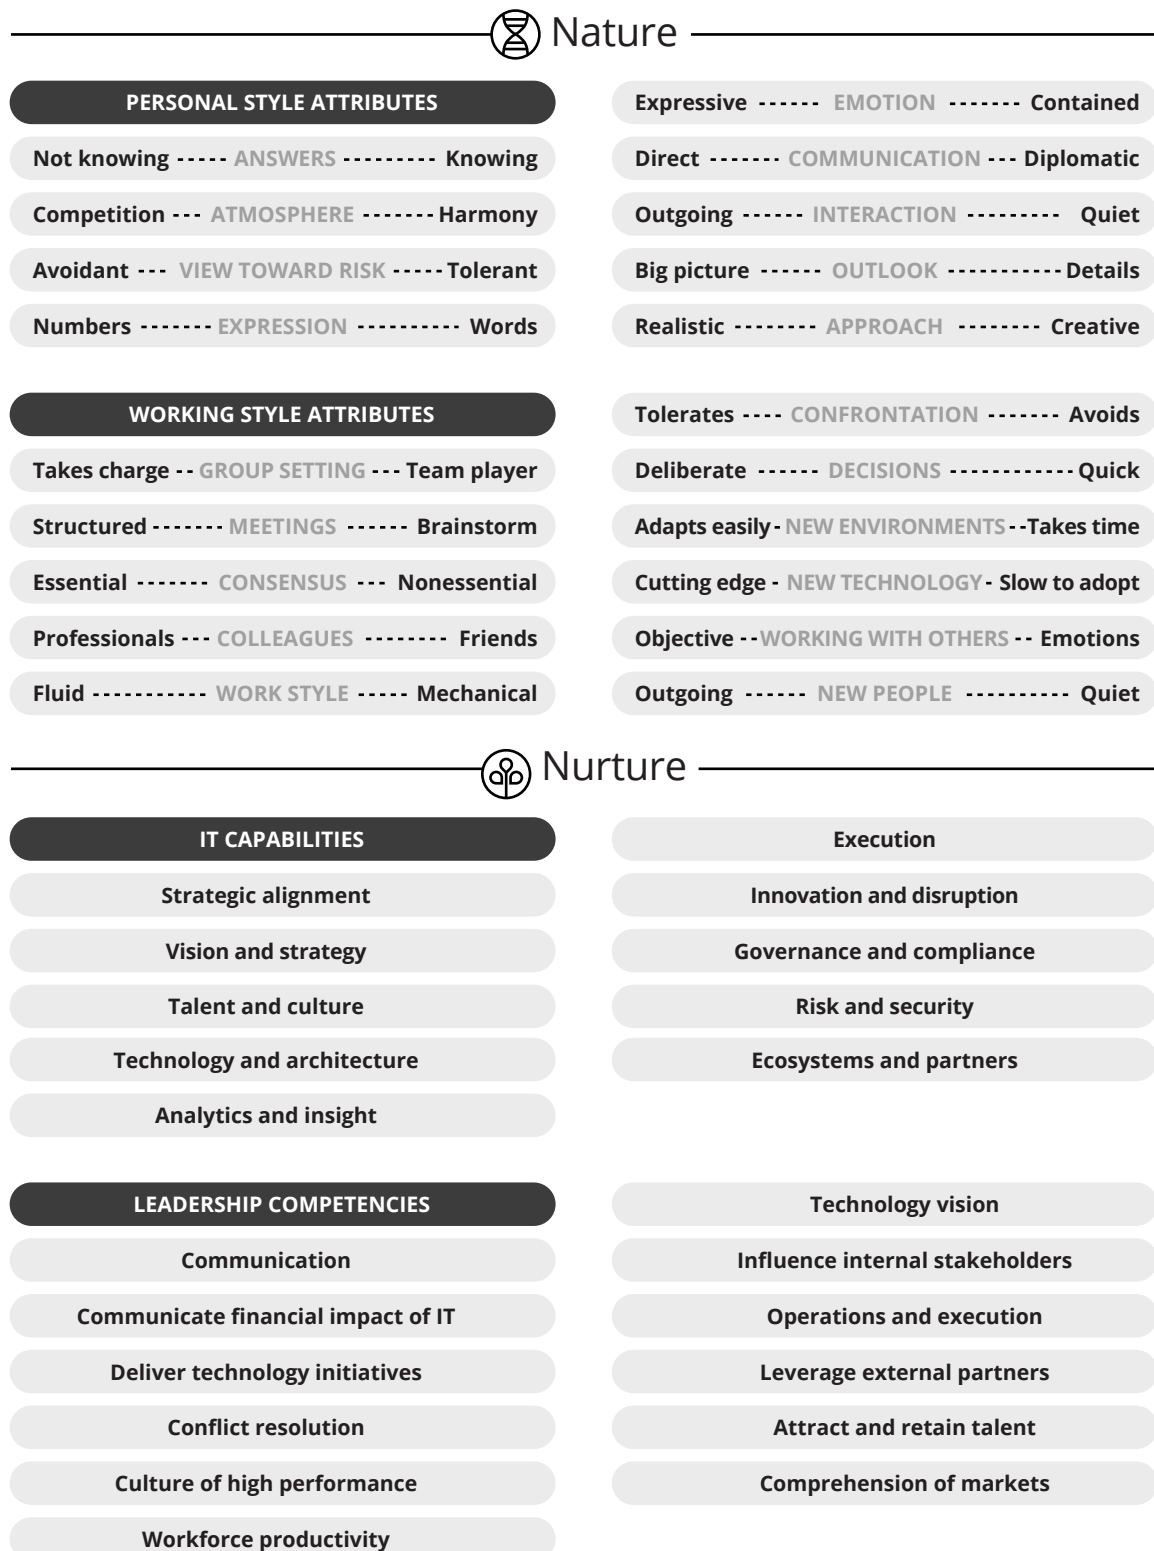 Nature
PERSONAL STYLE ATTRIBUTES
Not knowing ----- ANSWERS --------- Knowing
Competition --- ATMOSPHERE ------- Harmony
Avoidant --- VIEW TOWARD RISK ----- Tolerant
Numbers ------- EXPRESSION ---------- Words
Expressive ------ EMOTION ------- Contained
Direct ------- COMMUNICATION --- Diplomatic
Outgoing ------ INTERACTION --------- Quiet
Big picture ------ OUTLOOK ----------- Details
Realistic -------- APPROACH -------- Creative
WORKING STYLE ATTRIBUTES
Takes charge -- GROUP SETTING --- Team player
Structured ------- MEETINGS ------ Brainstorm
Essential ------- CONSENSUS --- Nonessential
Professionals --- COLLEAGUES -------- Friends
Fluid ----------- WORK STYLE ----- Mechanical
Tolerates ---- CONFRONTATION ------- Avoids
Deliberate ------ DECISIONS ------------ Quick
Adapts easily - NEW ENVIRONMENTS -- Takes time
Cutting edge - NEW TECHNOLOGY - Slow to adopt
Objective -- WORKING WITH OTHERS -- Emotions
Outgoing ------ NEW PEOPLE ---------- Quiet
Nurture
IT CAPABILITIES
Strategic alignment
Vision and strategy
Talent and culture
Technology and architecture
Analytics and insight
Execution
Innovation and disruption
Governance and compliance
Risk and security
Ecosystems and partners
LEADERSHIP COMPETENCIES
Communication
Communicate financial impact of IT
Deliver technology initiatives
Conflict resolution
Culture of high performance
Workforce productivity
Technology vision
Influence internal stakeholders
Operations and execution
Leverage external partners
Attract and retain talent
Comprehension of markets